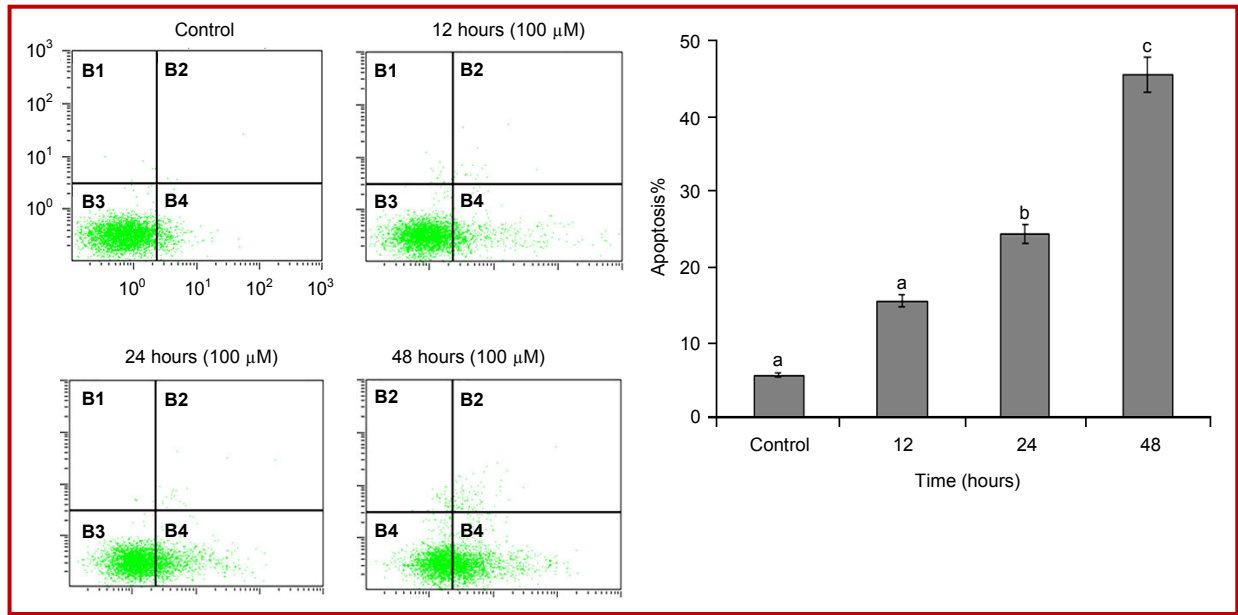 Control
10³
10²
10¹
10⁰
B1 B2
B3 B4
10⁰ 10¹ 10² 10³
12 hours (100 µM)
B1 B2
B3 B4
24 hours (100 µM)
B1 B2
B3 B4
48 hours (100 µM)
B2 B2
B4 B4
Apoptosis%
50
40
30
20
10
0
a
a
b
c
Control 12 24 48
Time (hours)